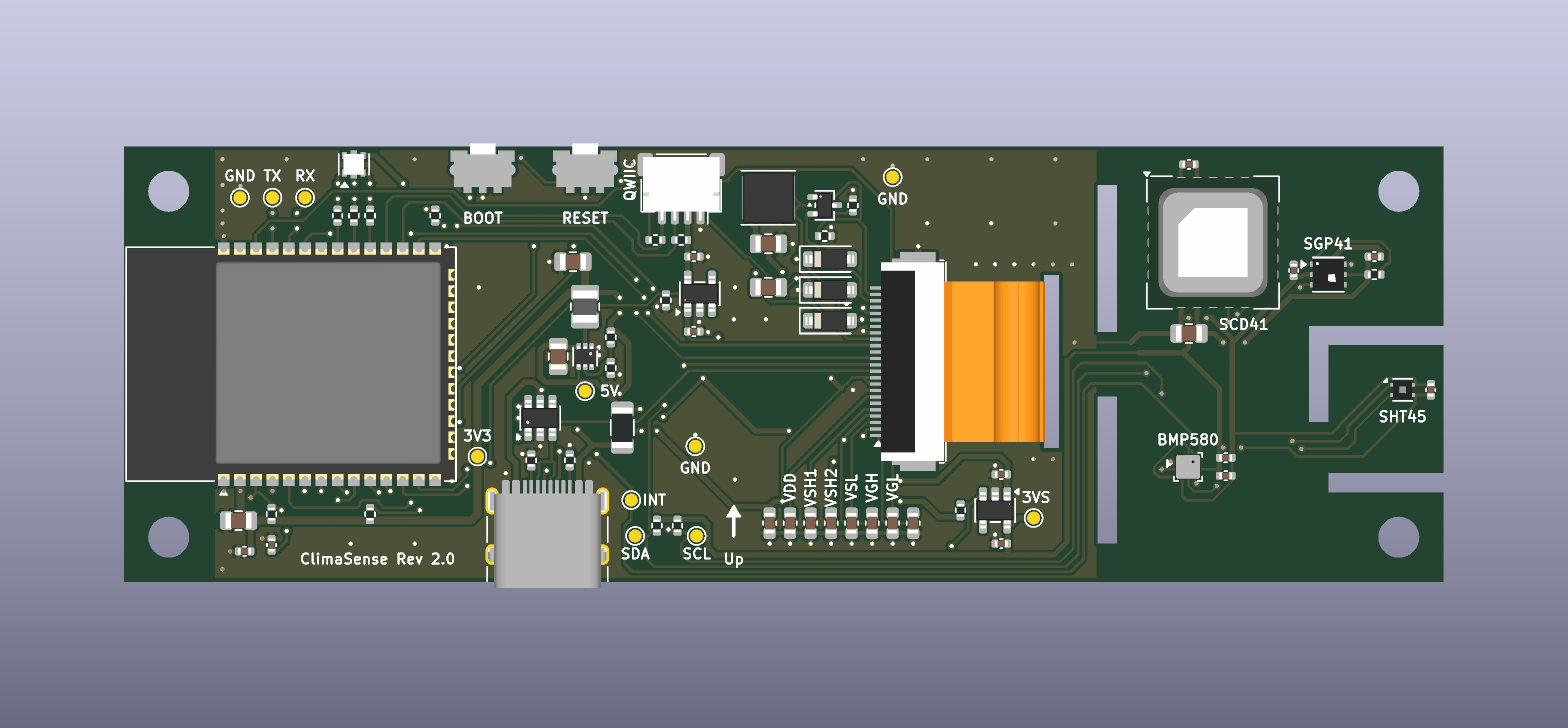 GND TX RX
BOOT
RESET
QWIIC
GND
SGP41
SCD41
SHT45
BMP580
5V
3V3
GND
VDD
VSH1
VSH2
VSL
VGH
VGL
3VS
INT
SDA
SCL
Up
ClimaSense Rev 2.0